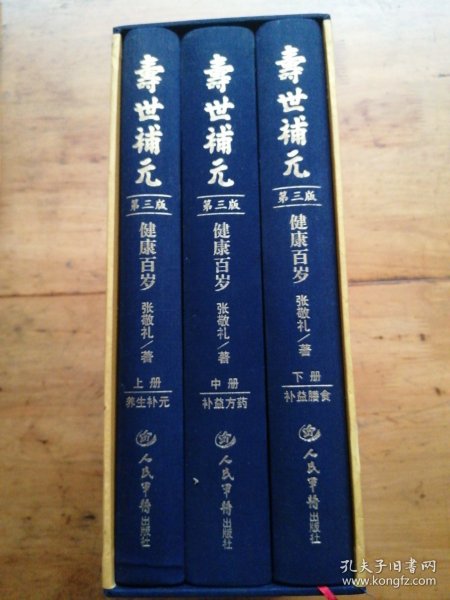 壽世補元
第三版
健康百岁
张敬礼/著
上册
养生补元
人民军醫出版社
壽世補元
第三版
健康百岁
张敬礼/著
中册
补益方药
人民军醫出版社
壽世補元
第三版
健康百岁
张敬礼/著
下册
补益膳食
人民军醫出版社
孔夫子旧书网
www.kongfz.com